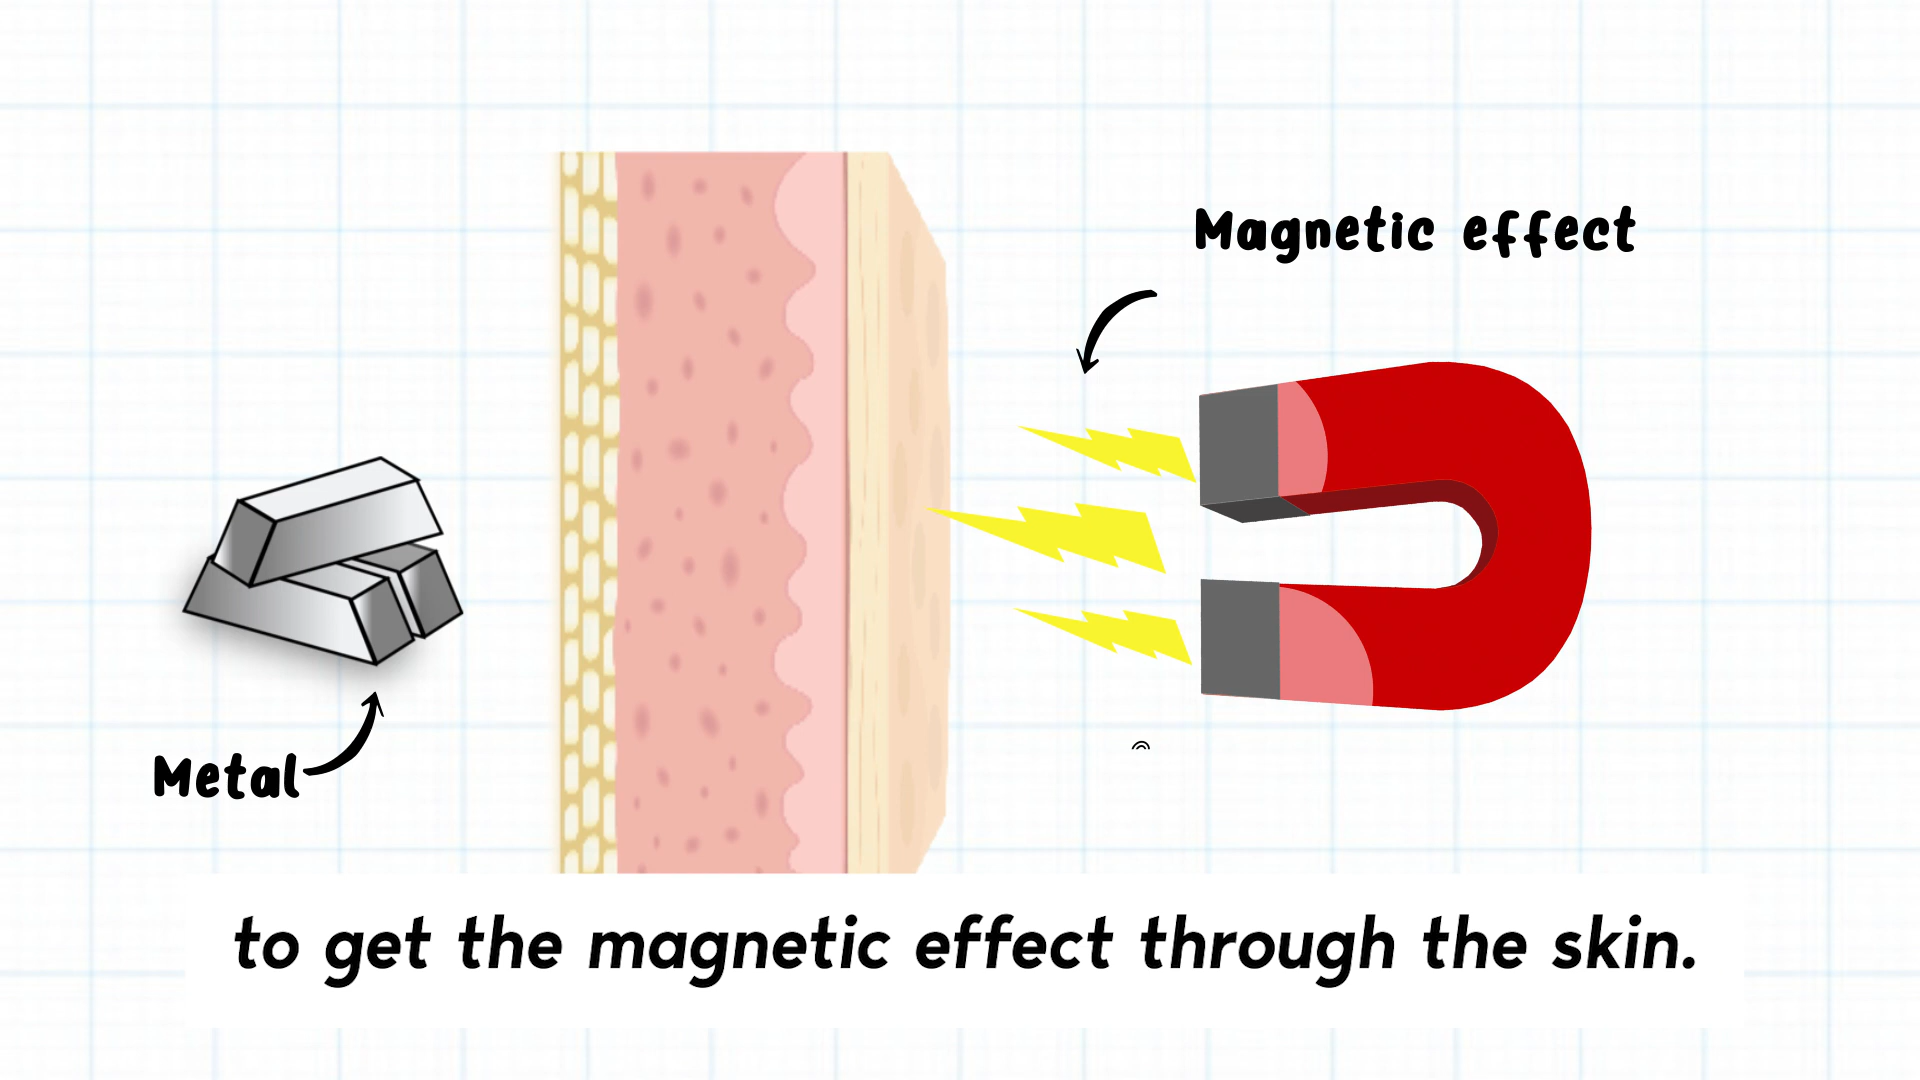 Magnetic effect
Metal
to get the magnetic effect through the skin.